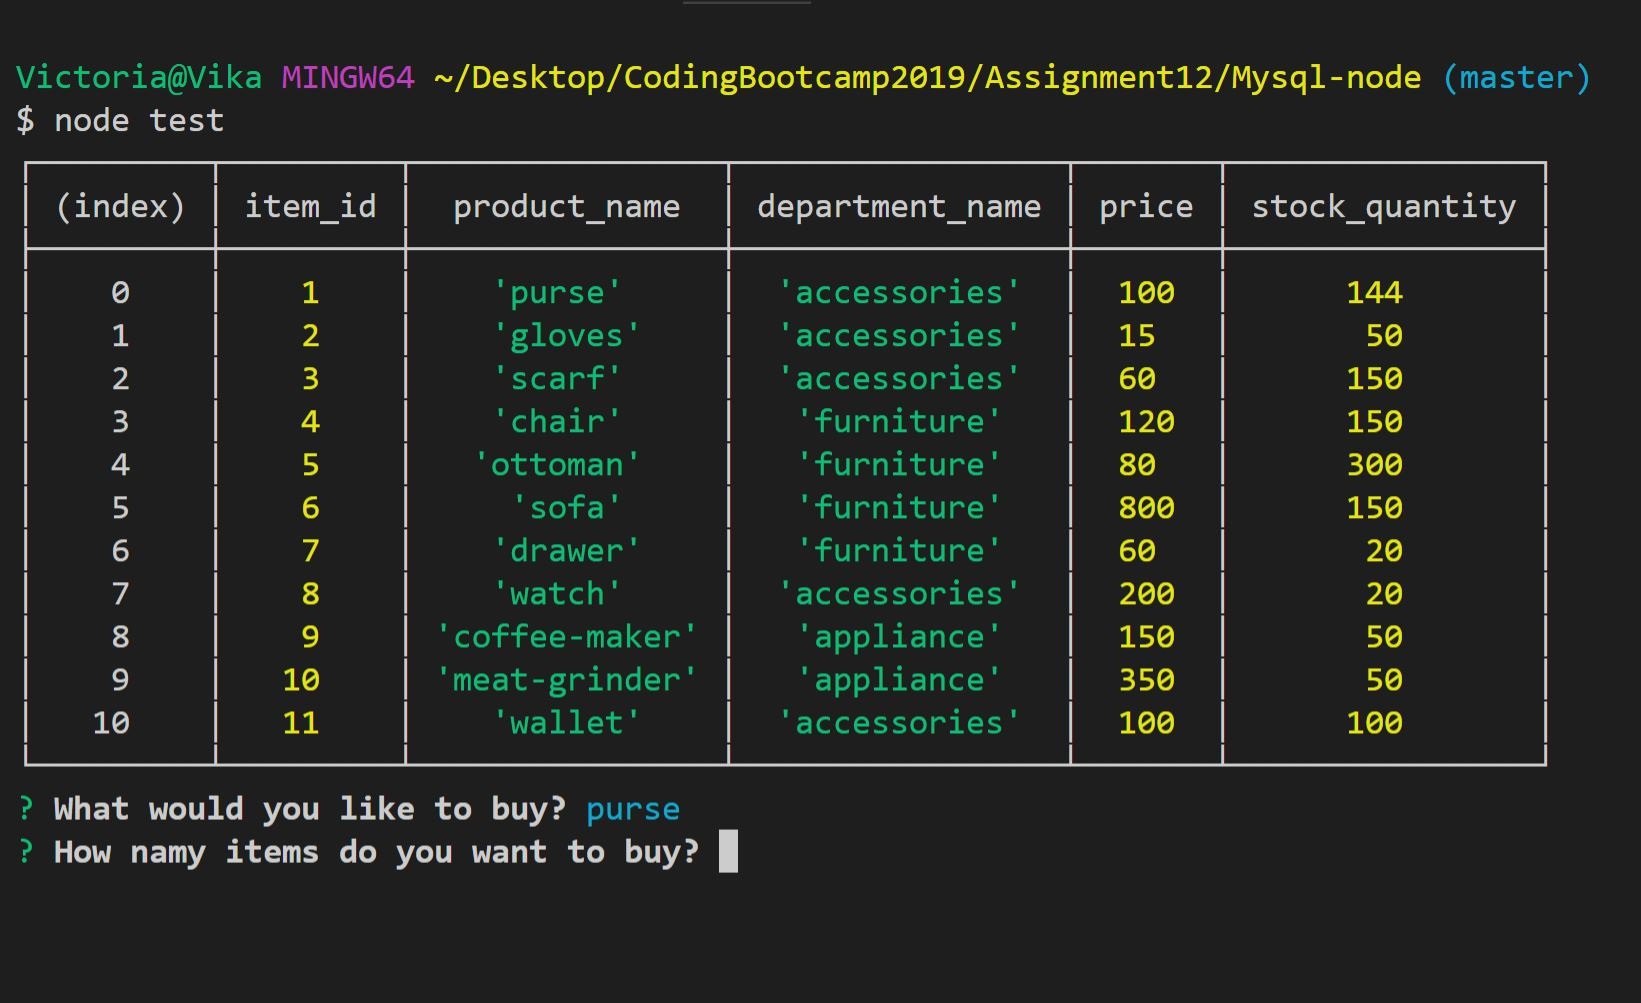 Victoria@Vika MINGW64 ~/Desktop/CodingBootcamp2019/Assignment12/Mysql-node (master)
$ node test
(index) item_id product_name department_name price stock_quantity
0 1 'purse' 'accessories' 100 144
1 2 'gloves' 'accessories' 15 50
2 3 'scarf' 'accessories' 60 150
3 4 'chair' 'furniture' 120 150
4 5 'ottoman' 'furniture' 80 300
5 6 'sofa' 'furniture' 800 150
6 7 'drawer' 'furniture' 60 20
7 8 'watch' 'accessories' 200 20
8 9 'coffee-maker' 'appliance' 150 50
9 10 'meat-grinder' 'appliance' 350 50
10 11 'wallet' 'accessories' 100 100
? What would you like to buy? purse
? How namy items do you want to buy?